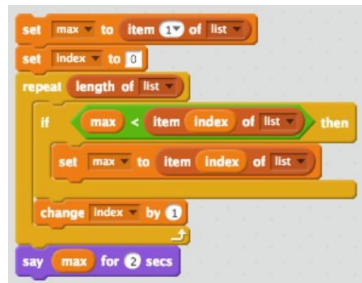 set max to item 1 of list
set Index to 0
repeat length of list
if max < item index of list then
set max to item index of list
change Index by 1
say max for 2 secs